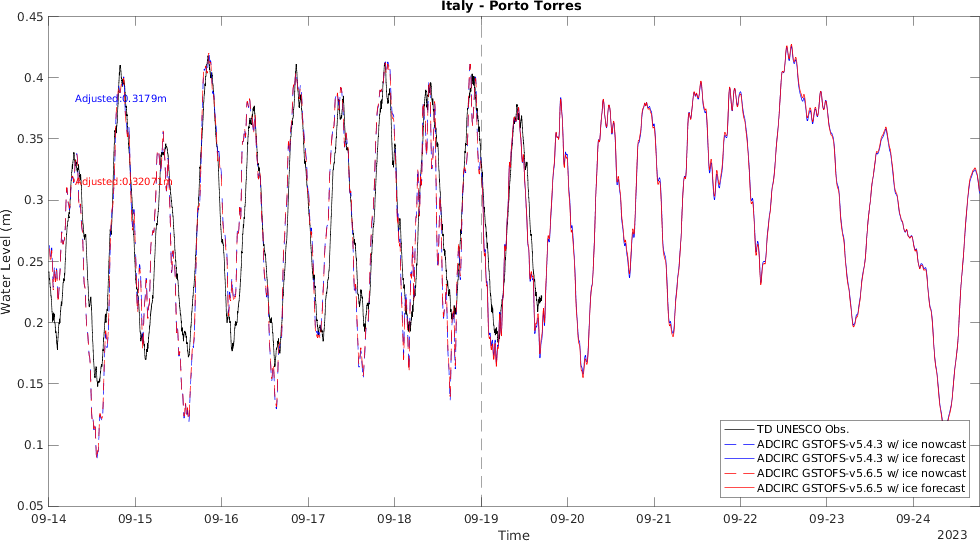 Italy - Porto Torres
0.45
0.4
0.35
0.3
0.25
0.2
0.15
0.1
0.05
Water Level (m)
Adjusted:0.3179m
Adjusted:0.32071m
TD UNESCO Obs.
ADCIRC GSTOFS-v5.4.3 w/ ice nowcast
ADCIRC GSTOFS-v5.4.3 w/ ice forecast
ADCIRC GSTOFS-v5.6.5 w/ ice nowcast
ADCIRC GSTOFS-v5.6.5 w/ ice forecast
09-14 09-15 09-16 09-17 09-18 09-19 09-20 09-21 09-22 09-23 09-24
Time
2023